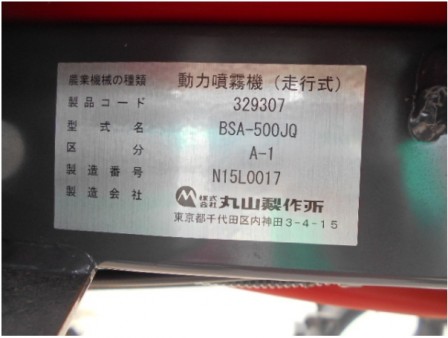 農業機械の種類 動力噴霧機(走行式)
製品コード 329307
型式名 BSA-500JQ
区分 A-1
製造番号 N15L0017
製造会社 株式会社 丸山製作所
東京都千代田区内神田3-4-15